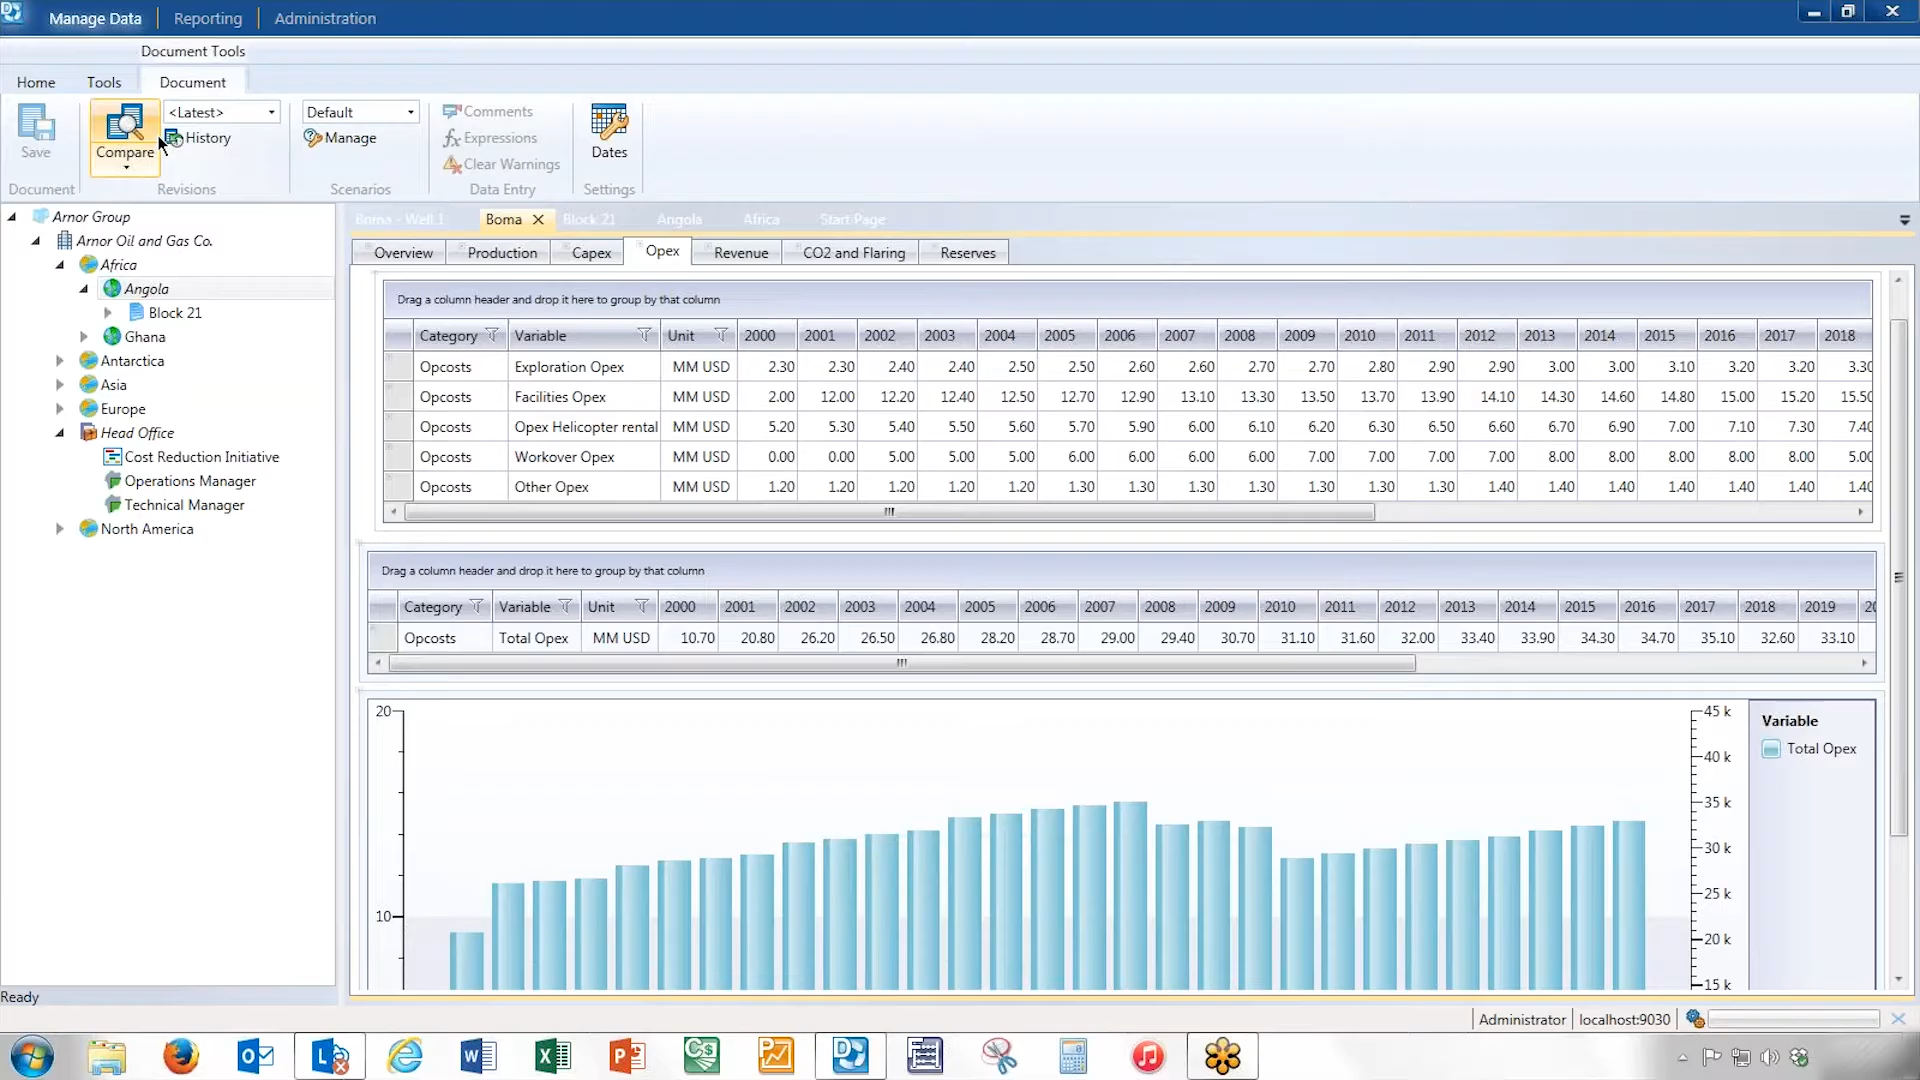 Manage Data Reporting Administration
Document Tools
Home Tools Document
Save Compare <Latest> History Default Manage Comments Expressions Clear Warnings Dates
Document Revisions Scenarios Data Entry Settings
Arnor Group
Arnor Oil and Gas Co.
Africa
Angola
Block 21
Ghana
Antarctica
Asia
Europe
Head Office
Cost Reduction Initiative
Operations Manager
Technical Manager
North America
Ready
Boma - Well 1 Boma Block 21 Angola Africa Start Page
Overview Production Capex Opex Revenue CO2 and Flaring Reserves
Drag a column header and drop it here to group by that column
Category Variable Unit 2000 2001 2002 2003 2004 2005 2006 2007 2008 2009 2010 2011 2012 2013 2014 2015 2016 2017 2018
Opcosts Exploration Opex MM USD 2.30 2.30 2.40 2.40 2.50 2.50 2.60 2.60 2.70 2.70 2.80 2.90 2.90 3.00 3.00 3.10 3.20 3.20 3.30
Opcosts Facilities Opex MM USD 2.00 12.00 12.20 12.40 12.50 12.70 12.90 13.10 13.30 13.50 13.70 13.90 14.10 14.30 14.60 14.80 15.00 15.20 15.50
Opcosts Opex Helicopter rental MM USD 5.20 5.30 5.40 5.50 5.60 5.70 5.90 6.00 6.10 6.20 6.30 6.50 6.60 6.70 6.90 7.00 7.10 7.30 7.40
Opcosts Workover Opex MM USD 0.00 0.00 5.00 5.00 5.00 6.00 6.00 6.00 6.00 7.00 7.00 7.00 7.00 8.00 8.00 8.00 8.00 8.00 5.00
Opcosts Other Opex MM USD 1.20 1.20 1.20 1.20 1.20 1.30 1.30 1.30 1.30 1.30 1.30 1.30 1.40 1.40 1.40 1.40 1.40 1.40 1.40
Drag a column header and drop it here to group by that column
Category Variable Unit 2000 2001 2002 2003 2004 2005 2006 2007 2008 2009 2010 2011 2012 2013 2014 2015 2016 2017 2018 2019 20
Opcosts Total Opex MM USD 10.70 20.80 26.20 26.50 26.80 28.20 28.70 29.00 29.40 30.70 31.10 31.60 32.00 33.40 33.90 34.30 34.70 35.10 32.60 33.10
20
10
45 k
40 k
35 k
30 k
25 k
20 k
15 k
Variable
Total Opex
Administrator localhost:9030